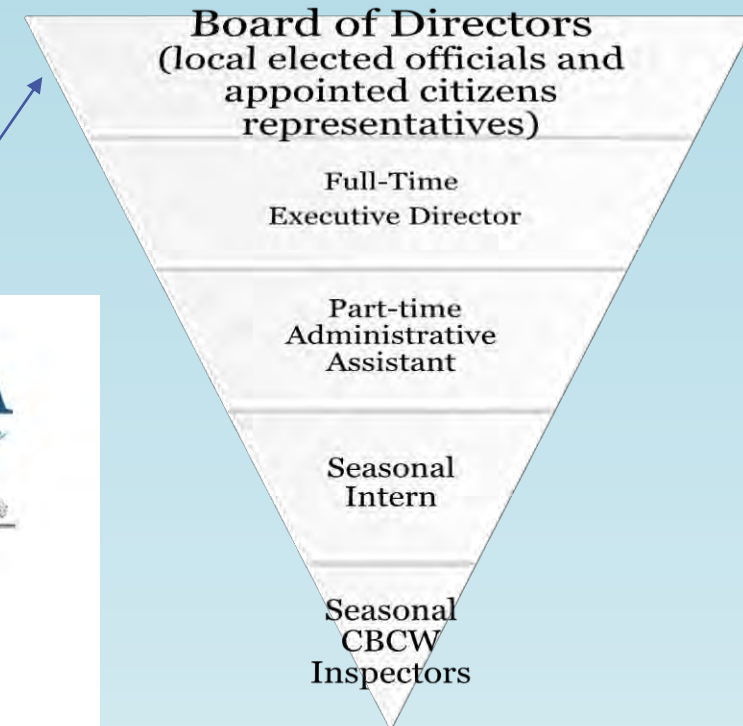 Board of Directors
(local elected officials and
appointed citizens
representatives)
Full-Time
Executive Director
Part-time
Administrative
Assistant
Seasonal
Intern
Seasonal
CBCW
Inspectors